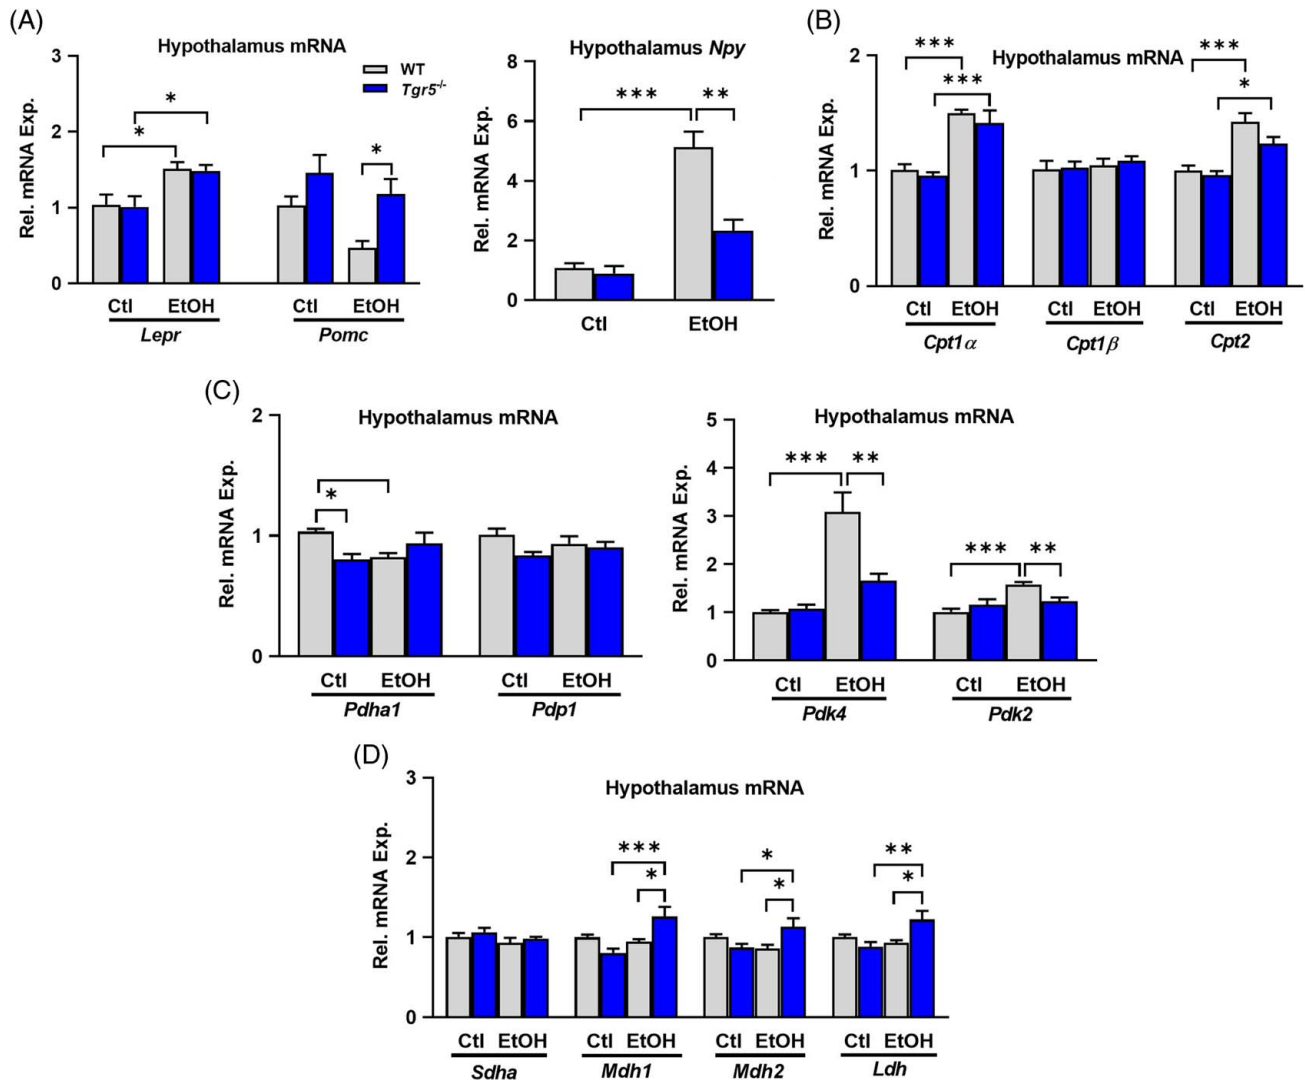 (A)
Hypothalamus mRNA
WT
Tgr5-/-
Rel. mRNA Exp.
3
2
1
0
*
*
*
Ctl EtOH Ctl EtOH
Lepr Pomc
Hypothalamus Npy
Rel. mRNA Exp.
8
6
4
2
0
*** **
Ctl EtOH
(B)
Hypothalamus mRNA
Rel. mRNA Exp.
2
1
0
*** ***
*** *
Ctl EtOH Ctl EtOH Ctl EtOH
Cpt1α Cpt1β Cpt2
(C)
Hypothalamus mRNA
Rel. mRNA Exp.
2
1
0
*
Ctl EtOH Ctl EtOH
Pdha1 Pdp1
Hypothalamus mRNA
Rel. mRNA Exp.
5
4
3
2
1
0
*** **
*** **
Ctl EtOH Ctl EtOH
Pdk4 Pdk2
(D)
Hypothalamus mRNA
Rel. mRNA Exp.
3
2
1
0
*** * **
* * *
Ctl EtOH Ctl EtOH Ctl EtOH Ctl EtOH
Sdha Mdh1 Mdh2 Ldh